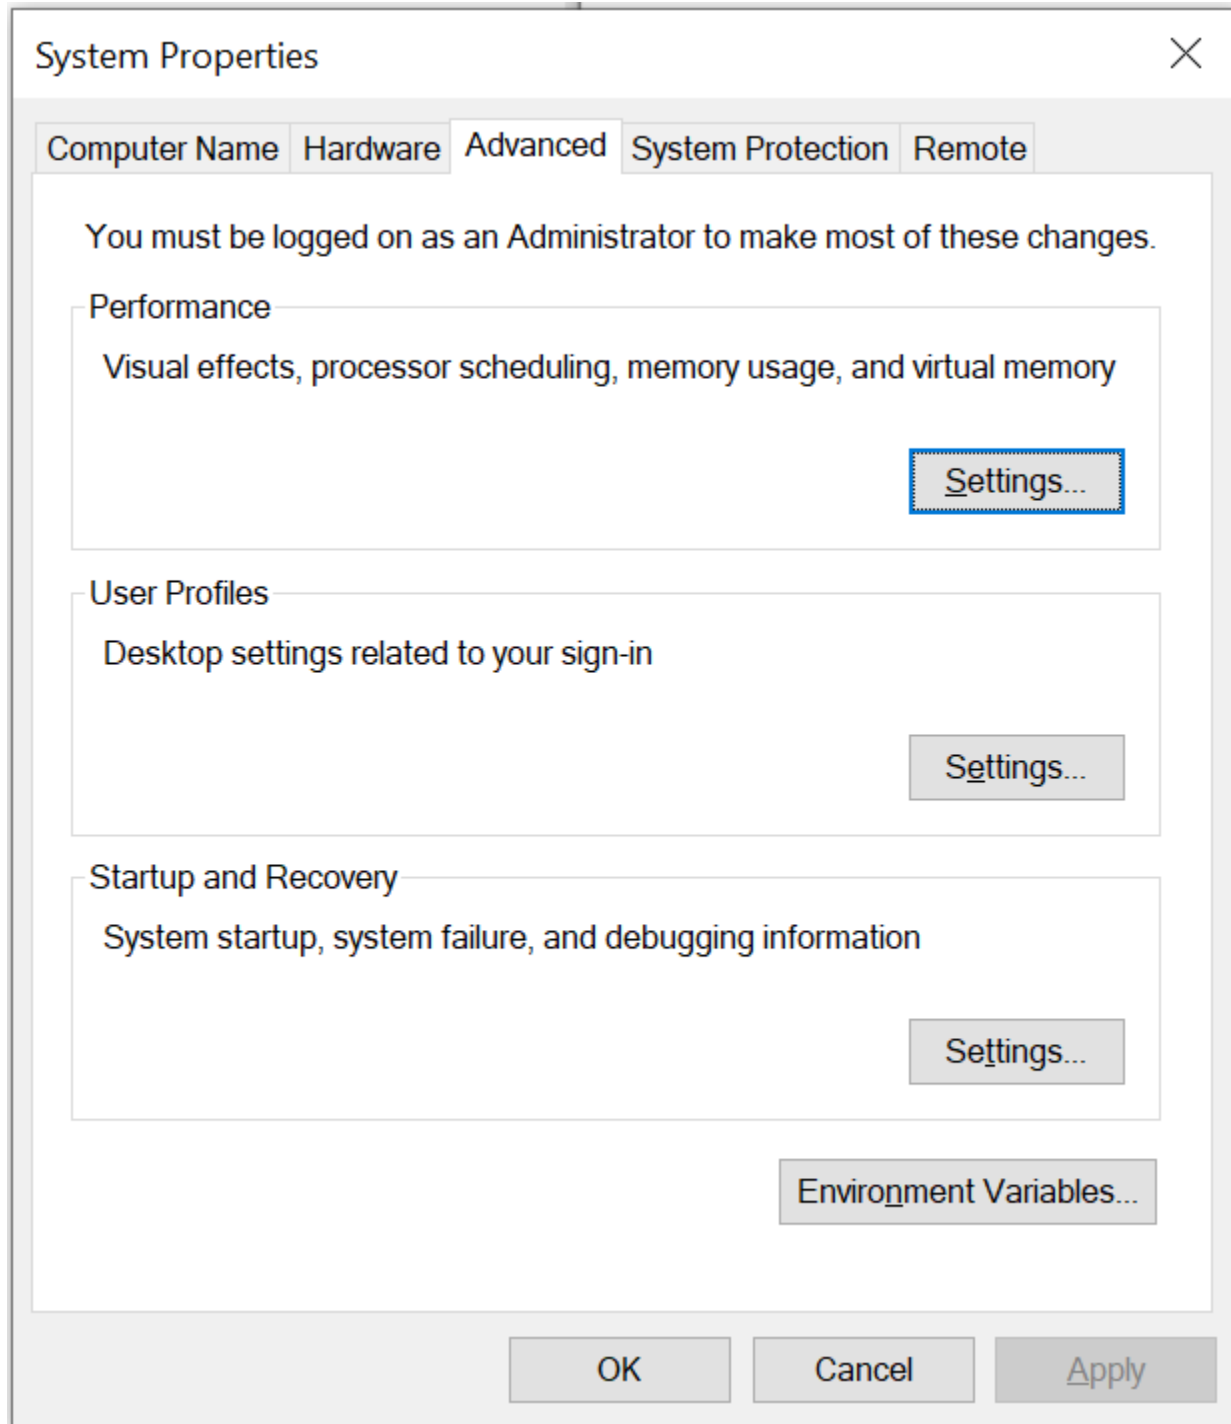 System Properties
Computer Name Hardware Advanced System Protection Remote
You must be logged on as an Administrator to make most of these changes.
Performance
Visual effects, processor scheduling, memory usage, and virtual memory
Settings...
User Profiles
Desktop settings related to your sign-in
Settings...
Startup and Recovery
System startup, system failure, and debugging information
Settings...
Environment Variables...
OK Cancel Apply